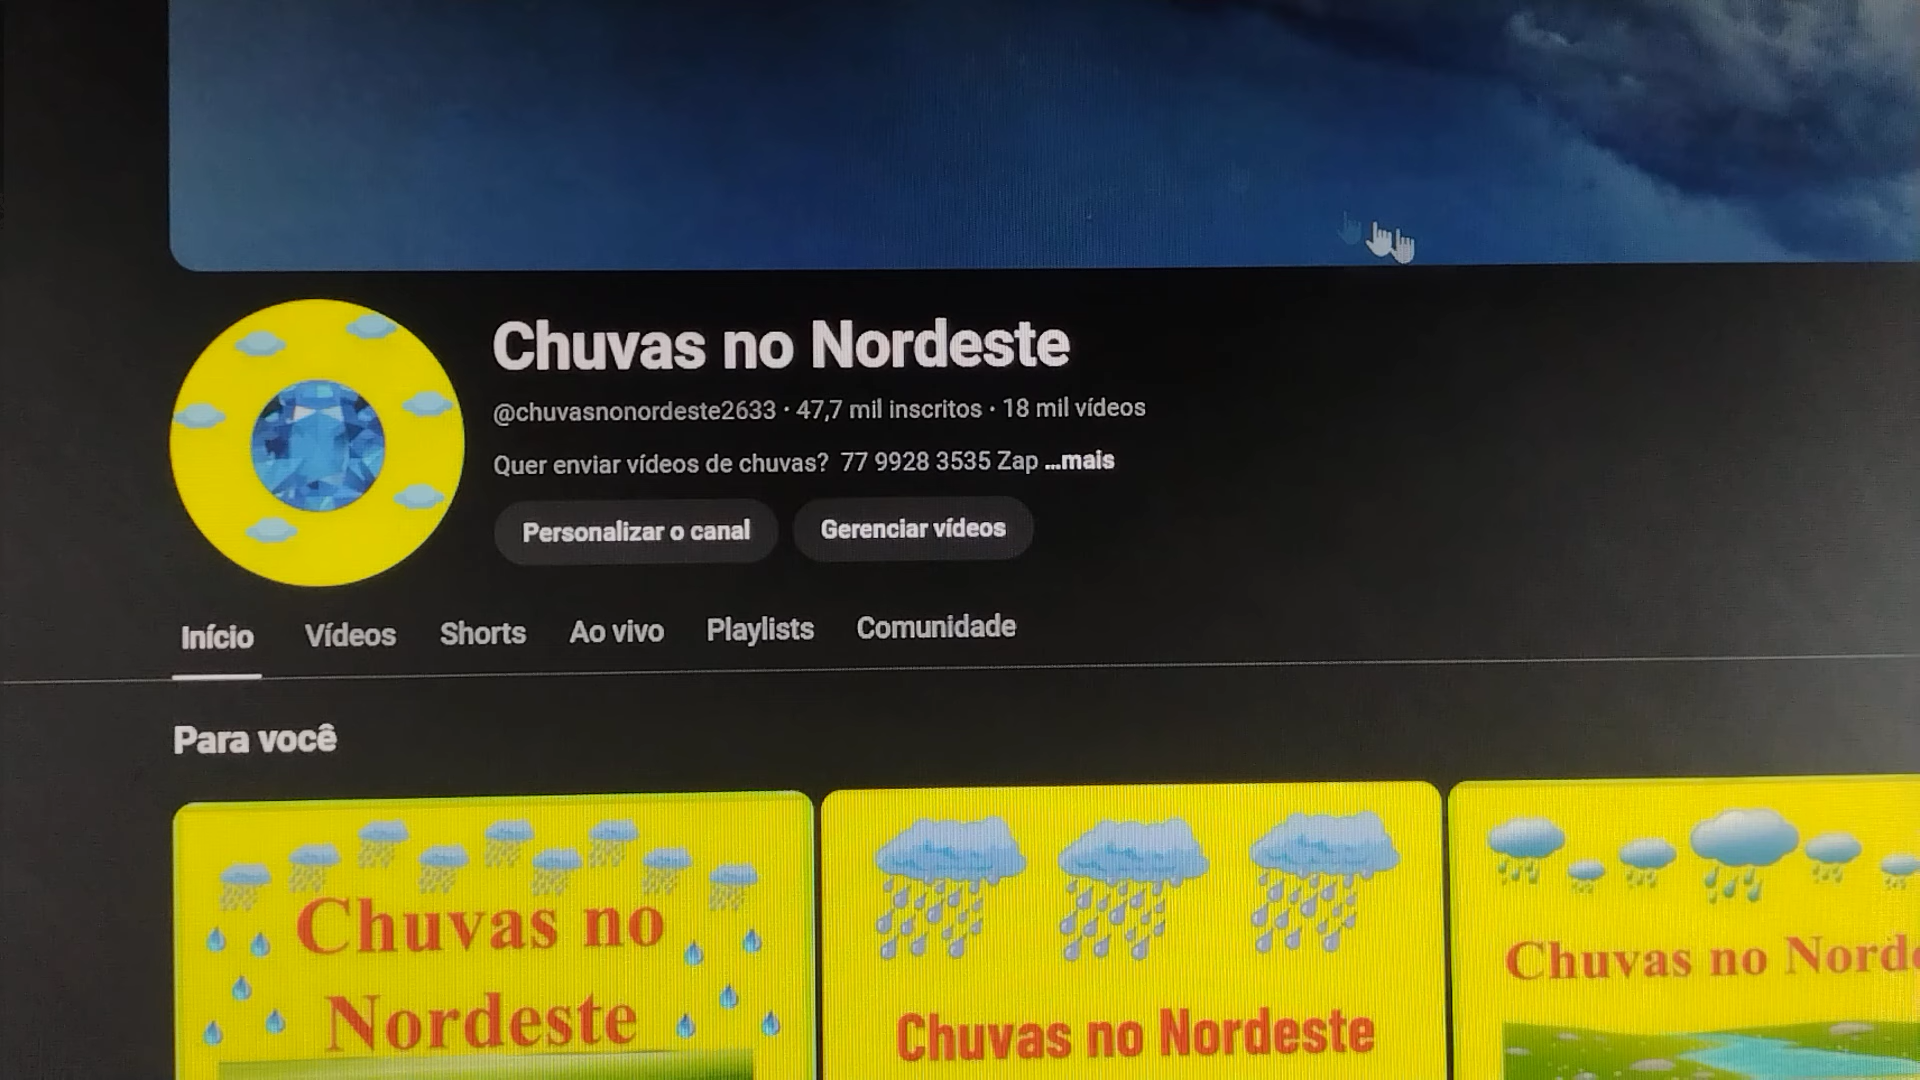 Chuvas no Nordeste
@chuvasnonordeste2633 · 47,7 mil inscritos · 18 mil vídeos
Quer enviar vídeos de chuvas? 77 9928 3535 Zap ...mais
Personalizar o canal Gerenciar vídeos
Início Vídeos Shorts Ao vivo Playlists Comunidade
Para você
Chuvas no
Nordeste
Chuvas no Nordeste
Chuvas no